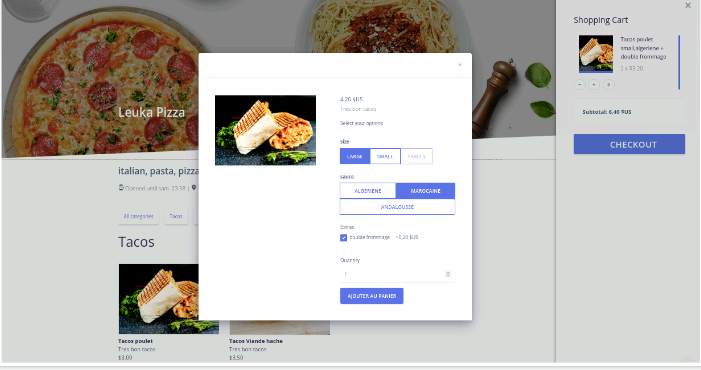 Shopping Cart
Tacos poulet
small,algeriene +
double frommage
2 x $3.20
Subtotal: 6,40 $US
CHECKOUT
Leuka Pizza
4.20 $US
Tres bon tacos
Select your options
size
LARGE SMALL FAMILY
sauce
ALGERIENE MAROCAINE
ANDALOUSSE
Extras
double frommage +0,20 $US
Quantity
1
AJOUTER AU PANIER
italian, pasta, pizza
Opened until sam. 23:59 |
All categories Tacos
Tacos
Tacos poulet
Tres bon tacos
$3.00
Tacos Viande hache
Tres bon tacos
$3.50